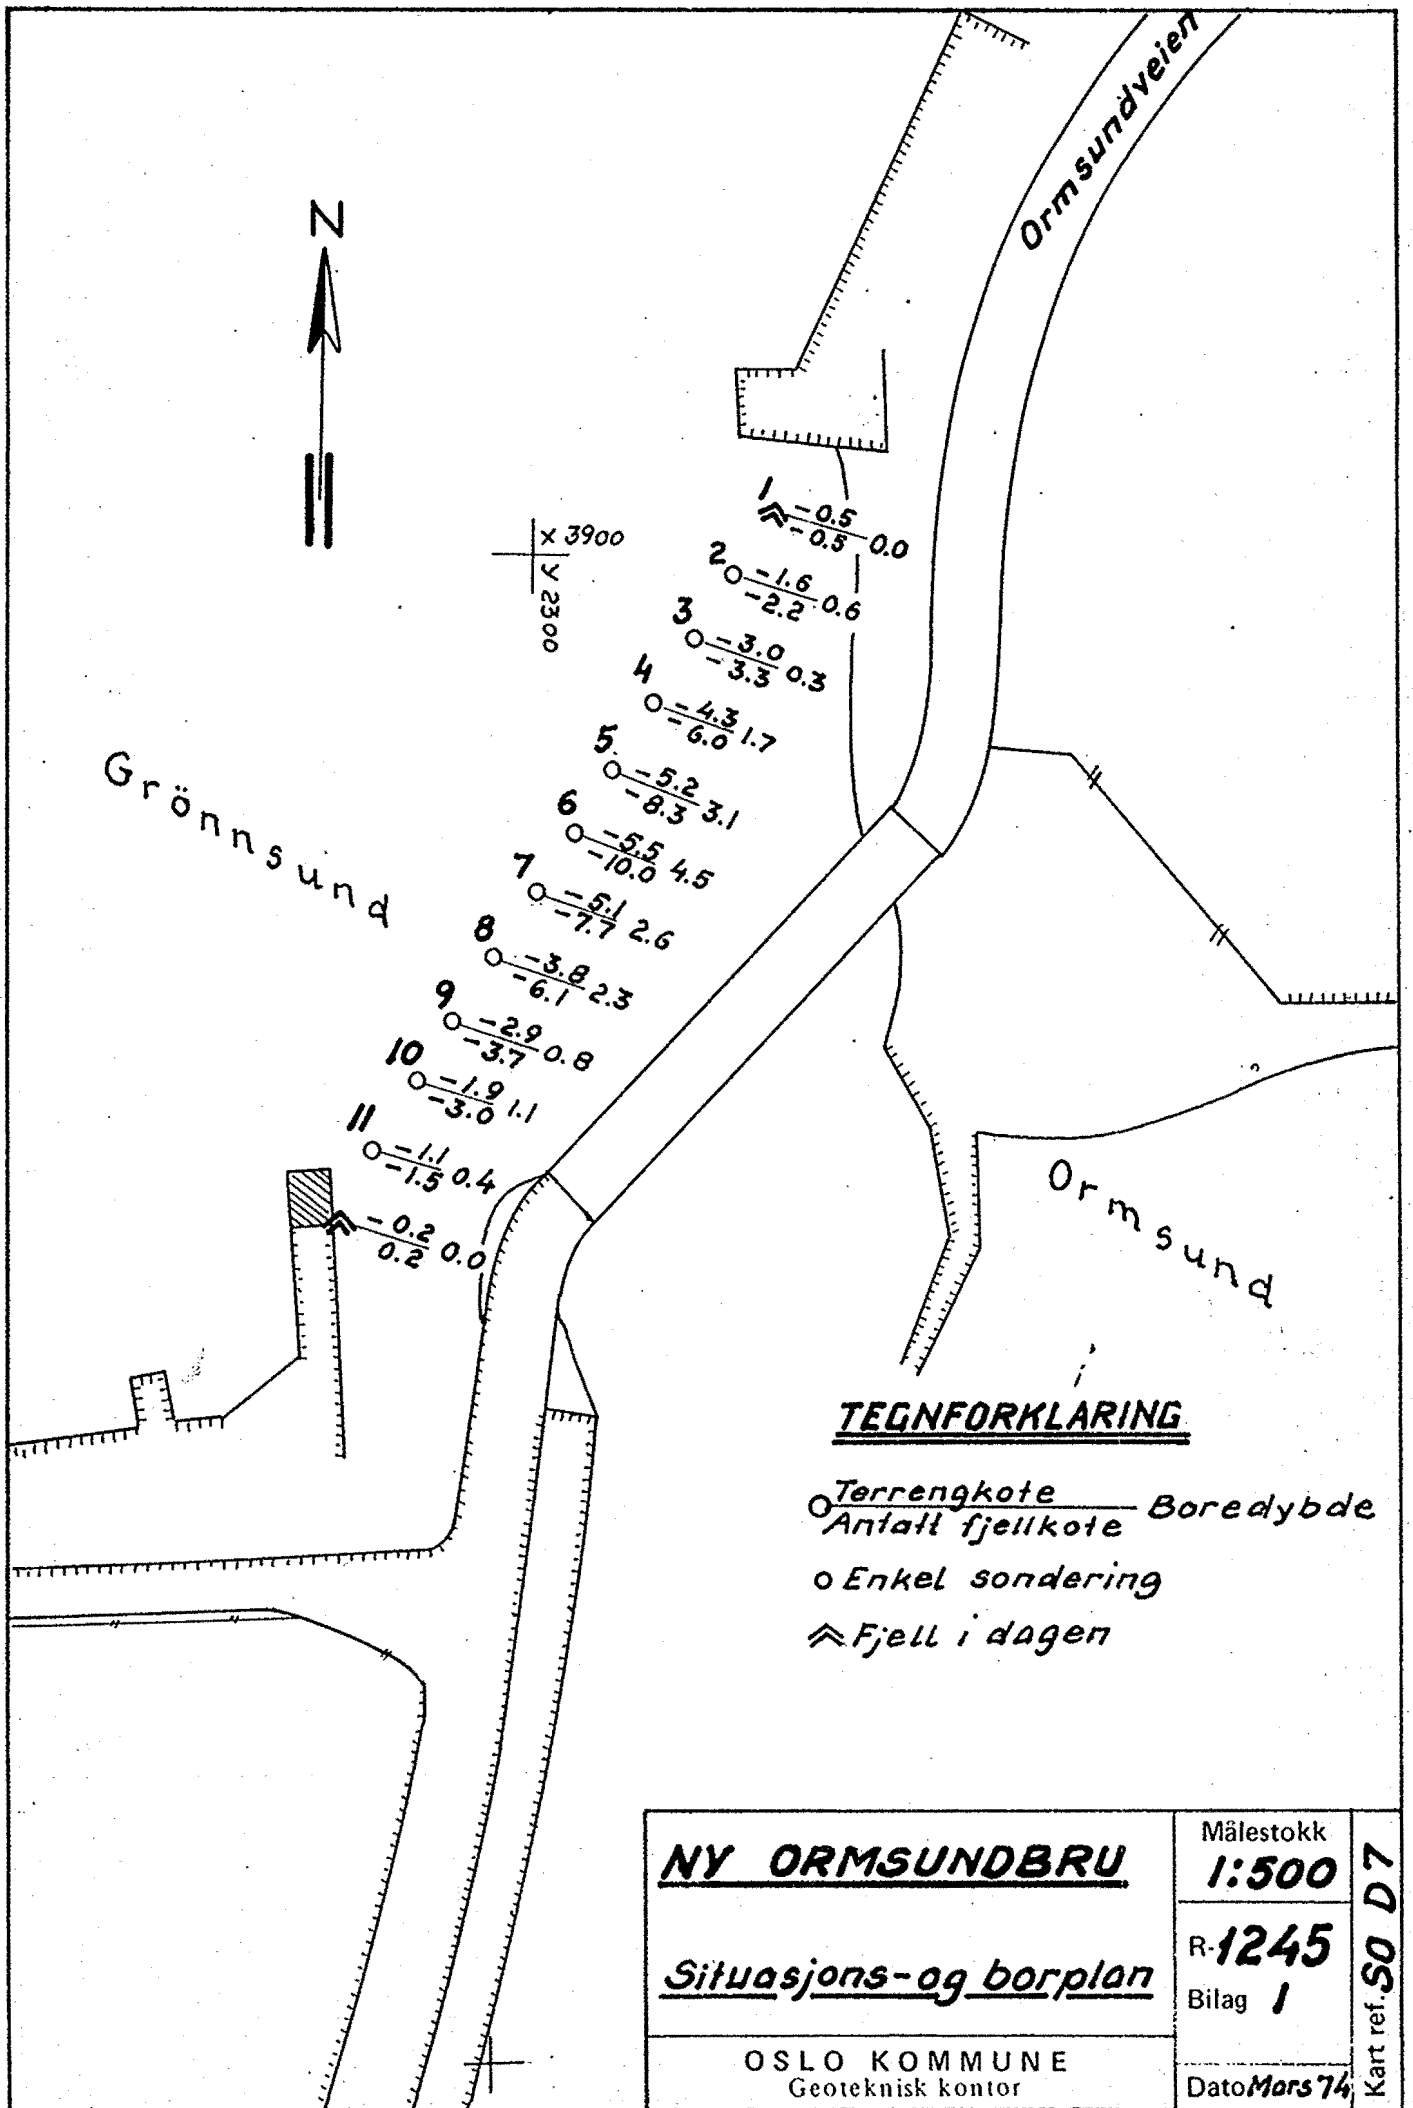 Ormsundveien
N
x 3900
y 2300
1 -0.5 0.0
-0.5
2 -1.6 0.6
-2.2
3 -3.0 0.3
-3.3
4 -4.3 1.7
-6.0
5 -5.2 3.1
-8.3
6 -5.5 4.5
-10.0
7 -5.1 2.6
-7.7
8 -3.8 2.3
-6.1
9 -2.9 0.8
-3.7
10 -1.9 1.1
-3.0
11 -1.1 0.4
-1.5
-0.2 0.0
0.2
Grönnsund
Ormsund
TEGNFORKLARING
Terrengkote Boredybde
Antatt fjellkote
Enkel sondering
Fjell i dagen
NY ORMSUNDBRU
Situasjons-og borplan
OSLO KOMMUNE
Geoteknisk kontor
Målestokk
1:500
R-1245
Bilag 1
Dato Mars 74
Kart ref. SO D7